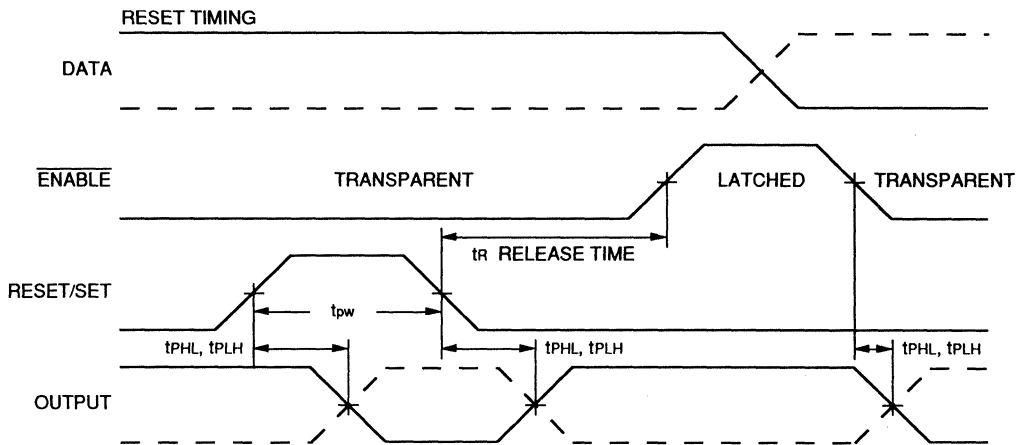 RESET TIMING
DATA
ENABLE
TRANSPARENT
LATCHED
TRANSPARENT
tR RELEASE TIME
RESET/SET
tpw
tPHL, tPLH
tPHL, tPLH
tPHL, tPLH
OUTPUT